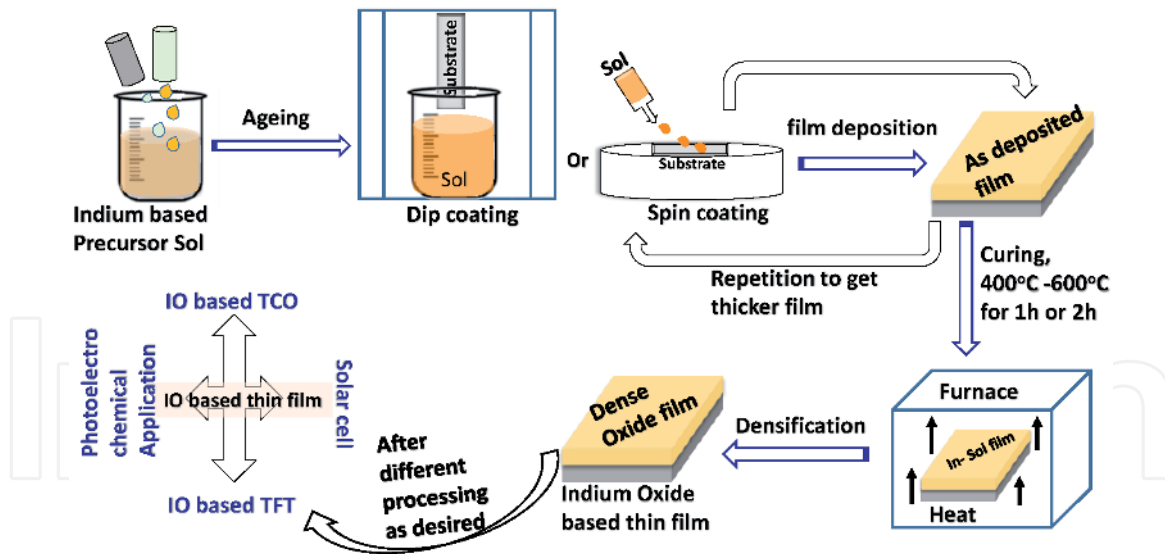 Ageing
Indium based
Precursor Sol
Substrate
Sol
Dip coating
Or
Sol
Substrate
Spin coating
film deposition
As deposited
film
Repetition to get
thicker film
Curing,
400°C -600°C
for 1h or 2h
Furnace
In- Sol film
Heat
Densification
Dense
Oxide film
Indium Oxide
based thin film
After
different
processing
as desired
IO based TCO
Photoelectro
chemical
Application
IO based thin film
Solar cell
IO based TFT